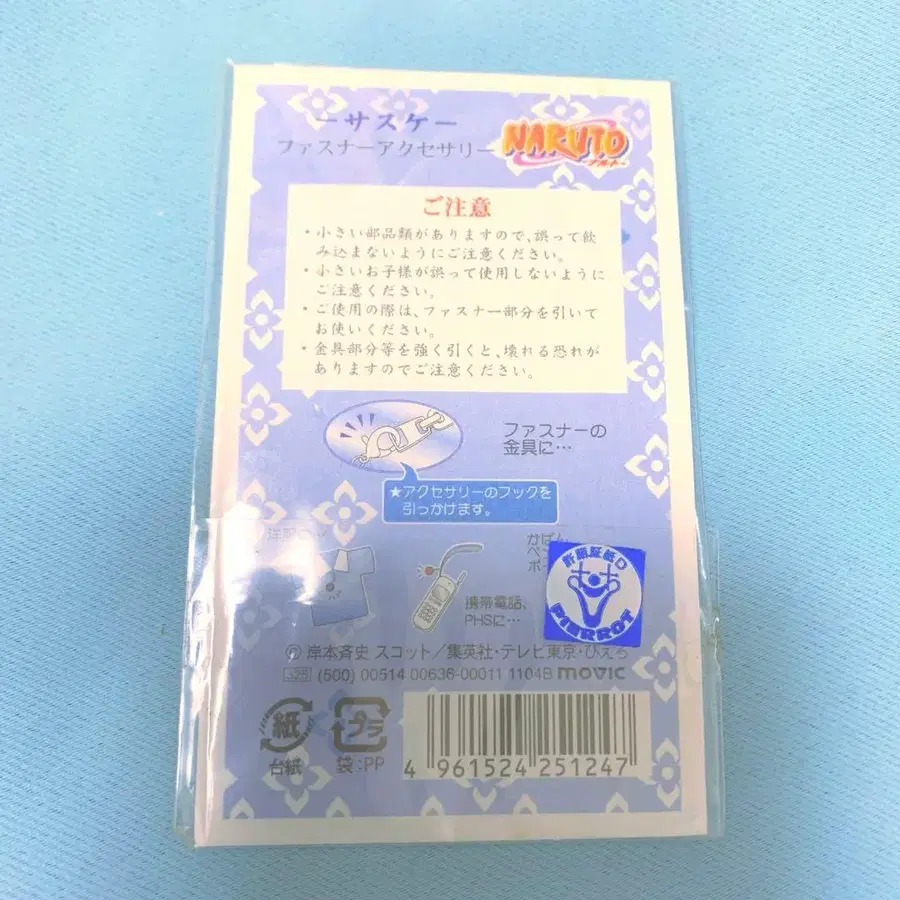 ーサスケー
ファスナーアクセサリー
NARUTO
-ナルト-
ご注意
・小さい部品類がありますので、誤って飲
み込まないようにご注意ください。
・小さいお子様が誤って使用しないように
ご注意ください。
・ご使用の際は、ファスナー部分を引いて
お使いください。
・金具部分等を強く引くと、壊れる恐れが
ありますのでご注意ください。
ファスナーの
金具に…
★アクセサリーのフックを
引っかけます。
洋服
かばん
ペン
ポ
携帯電話、
PHSに…
許諾証紙D
PIERROT
© 岸本斉史 スコット/集英社・テレビ東京・ぴえろ
(500) 00514 00636-00011 1104B movic
紙
プラ
台紙
袋:PP
4 961524 251247